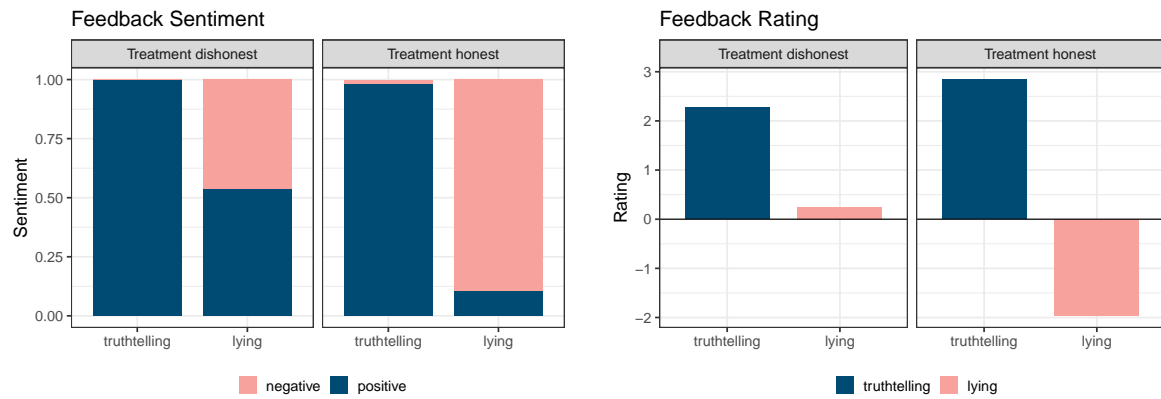 Feedback Sentiment
Treatment dishonest Treatment honest
1.00
0.75
0.50
0.25
0.00
Sentiment
truthtelling lying truthtelling lying
negative positive
Feedback Rating
Treatment dishonest Treatment honest
3
2
1
0
−1
−2
Rating
truthtelling lying truthtelling lying
truthtelling lying